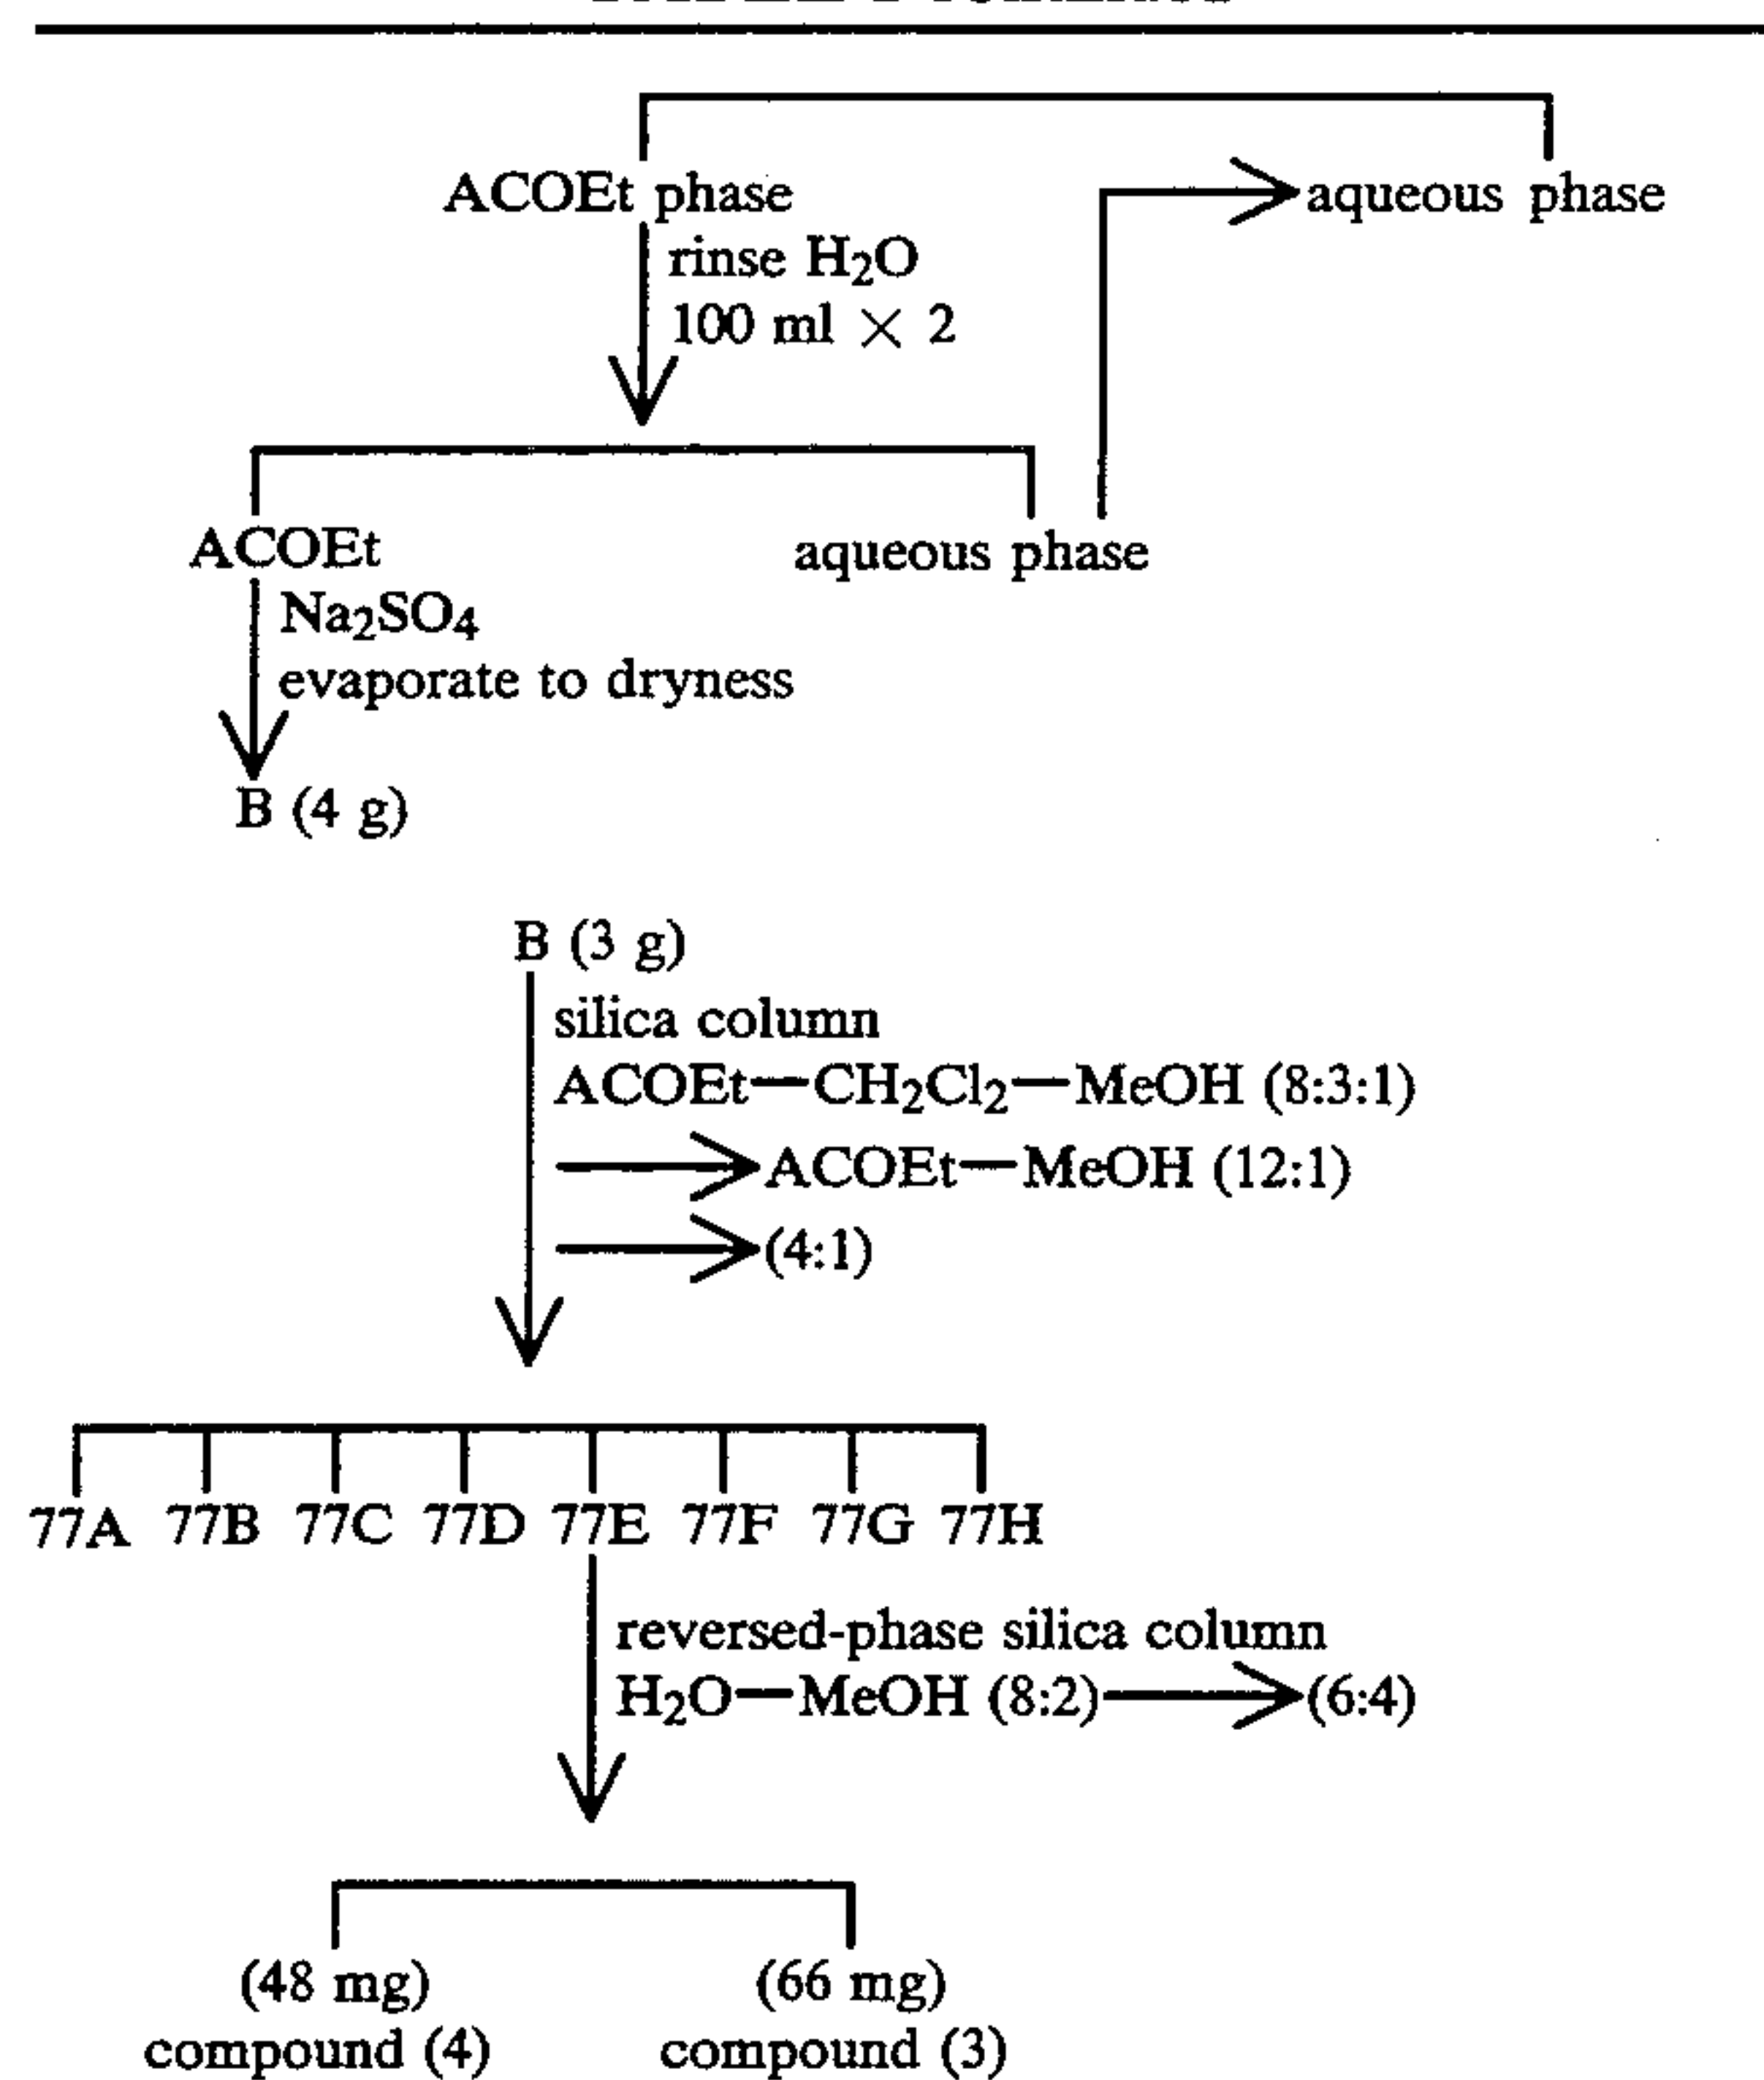 ACOEt phase aqueous phase
rinse H₂O
100 ml × 2
ACOEt aqueous phase
Na₂SO₄
evaporate to dryness
B (4 g)
B (3 g)
silica column
ACOEt—CH₂Cl₂—MeOH (8:3:1)
ACOEt—MeOH (12:1)
(4:1)
77A 77B 77C 77D 77E 77F 77G 77H
reversed-phase silica column
H₂O—MeOH (8:2) (6:4)
(48 mg) (66 mg)
compound (4) compound (3)